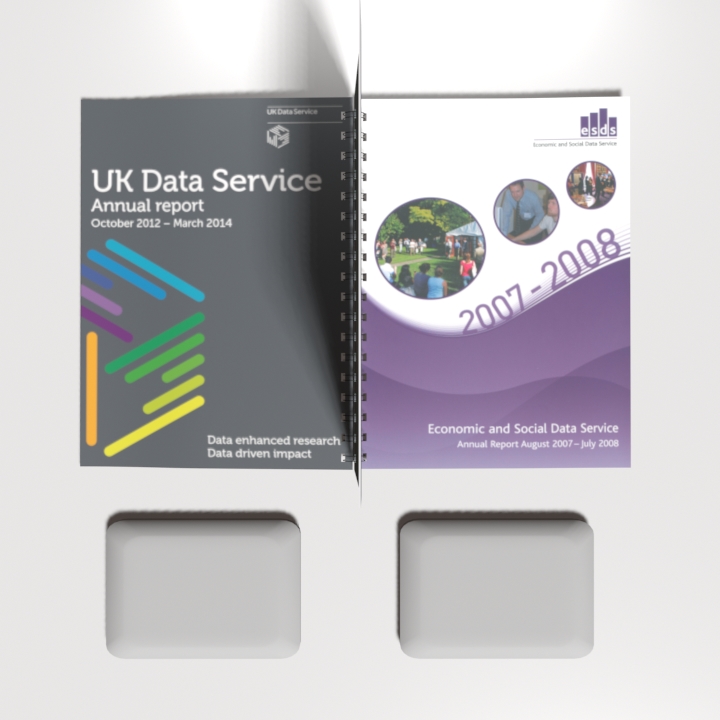 UK Data Service
UK Data Service
Annual report
October 2012 – March 2014
Data enhanced research
Data driven impact
esds
Economic and Social Data Service
2007-2008
Economic and Social Data Service
Annual Report August 2007 – July 2008